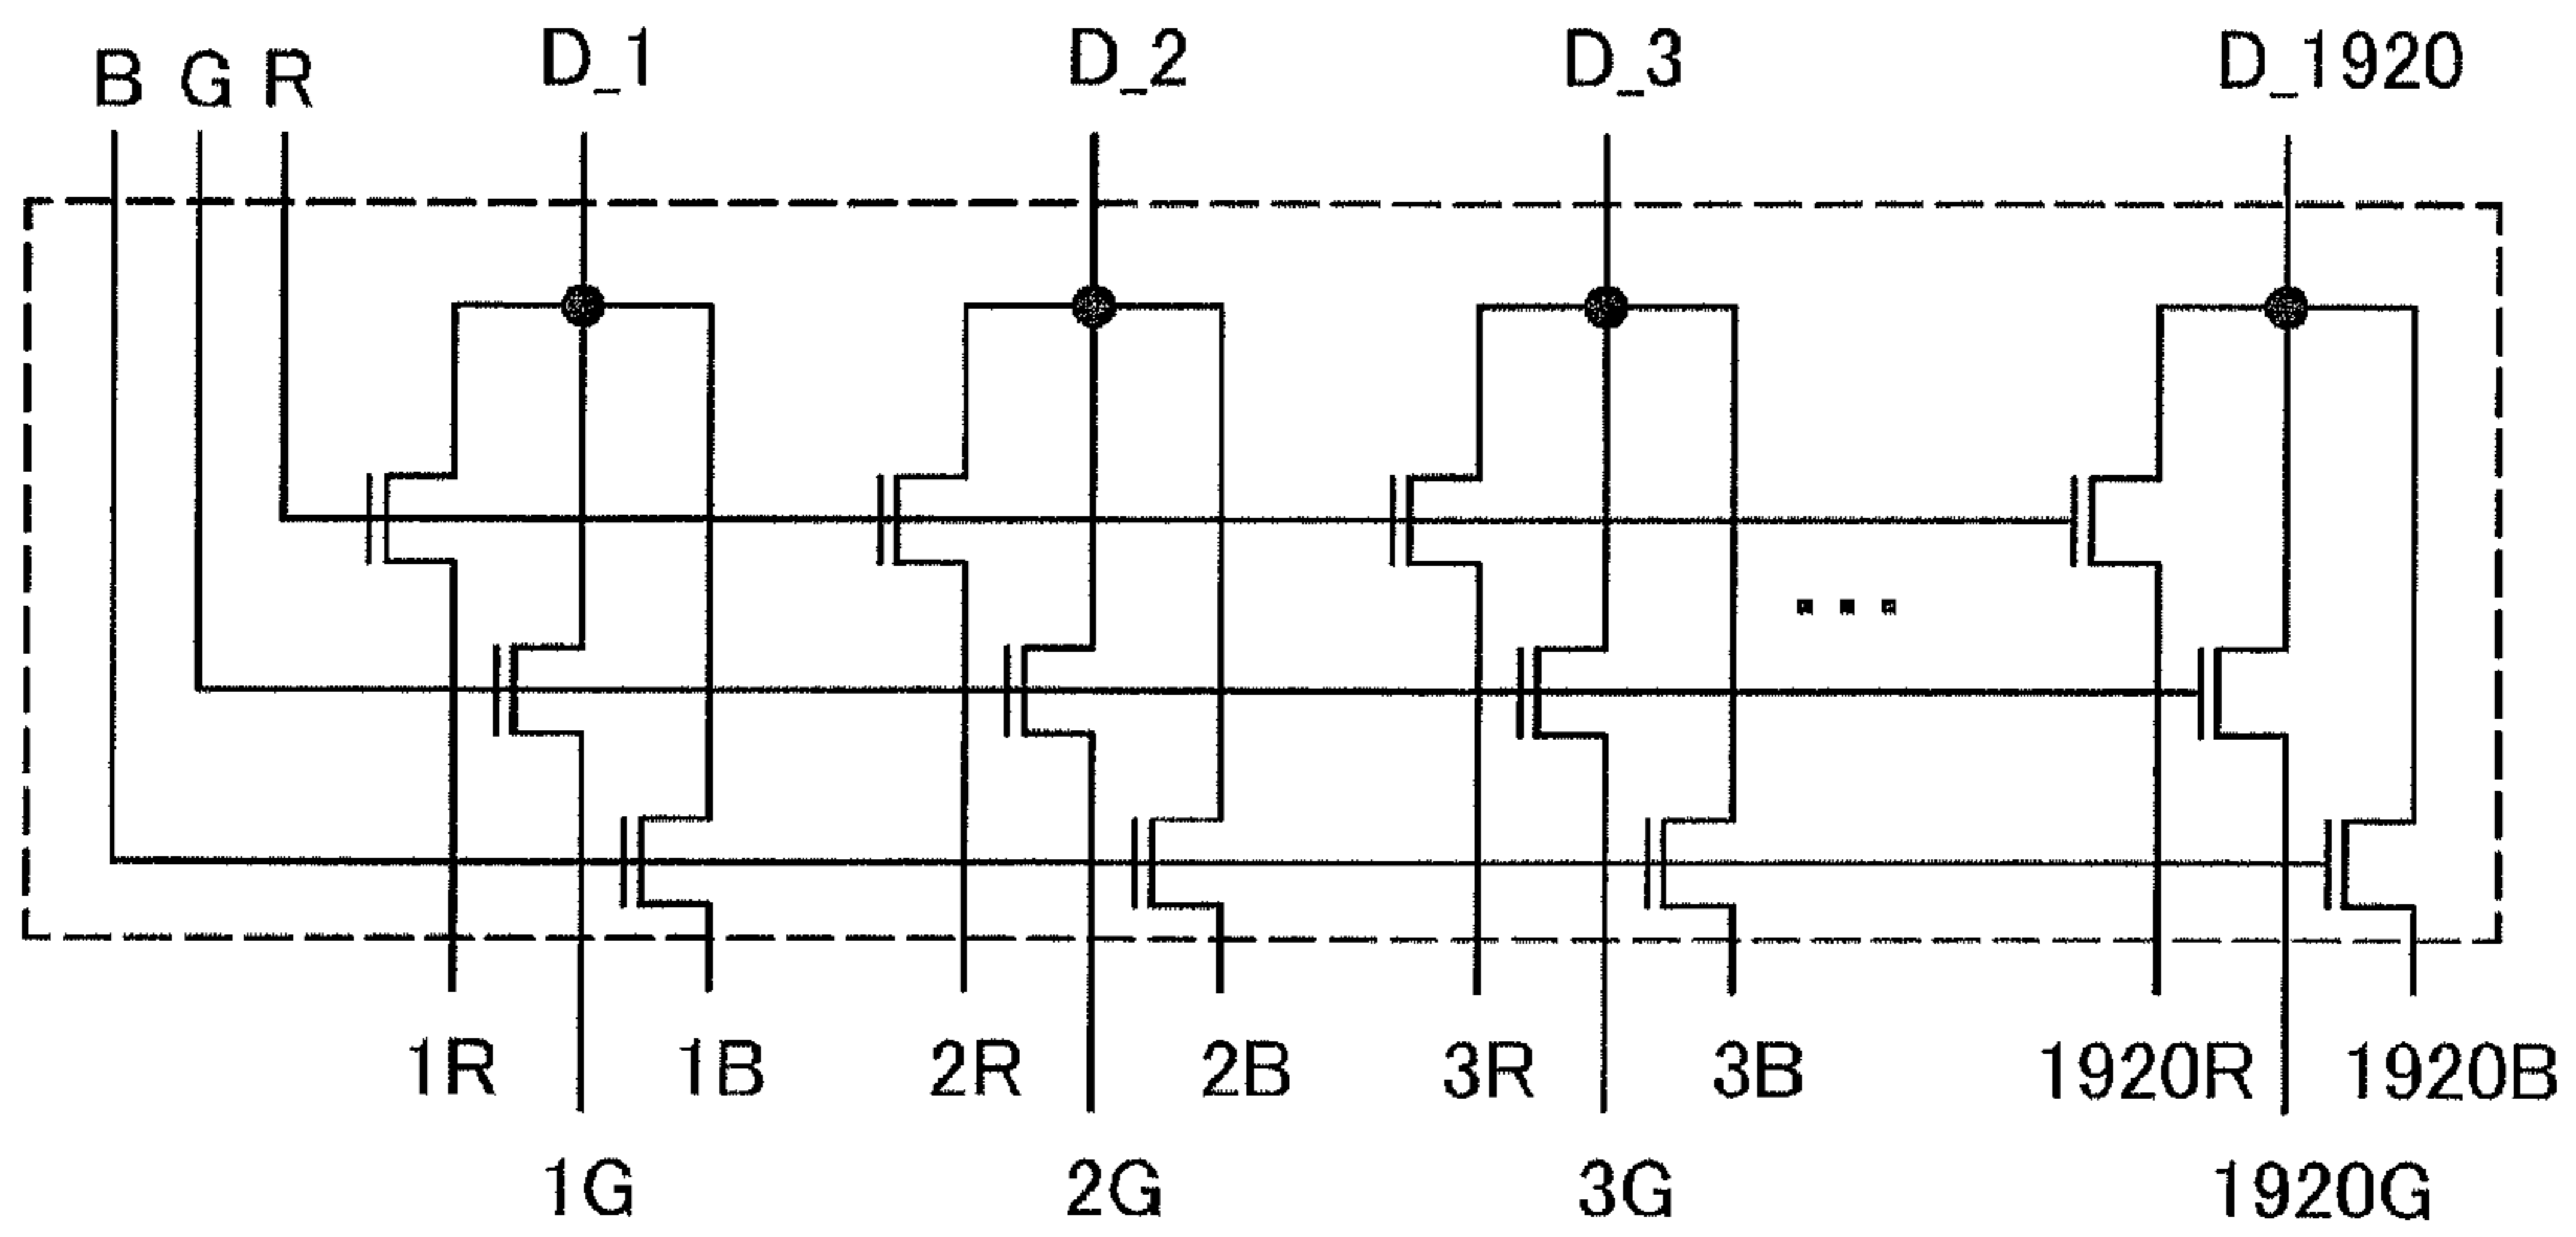 B G R D_1 D_2 D_3 D_1920
1R 1B 2R 2B 3R 3B 1920R 1920B
1G 2G 3G 1920G